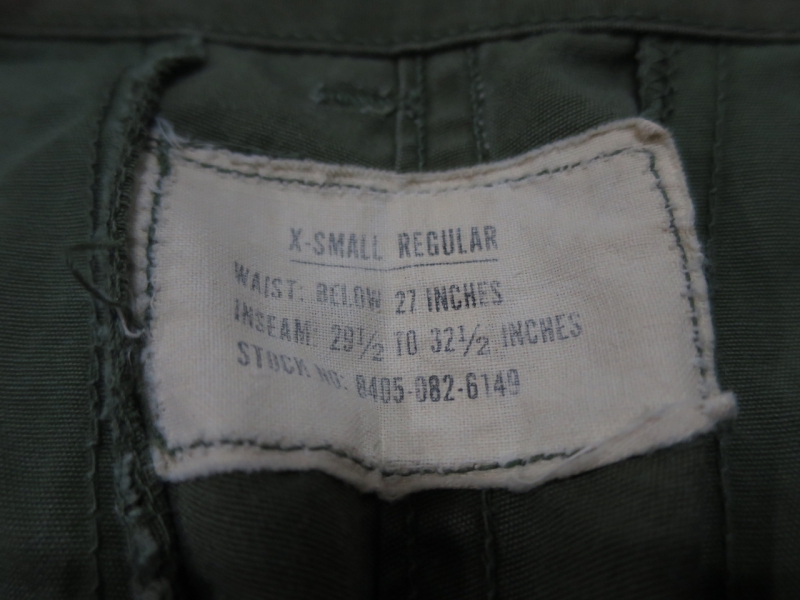 X-SMALL REGULAR
WAIST: BELOW 27 INCHES
INSEAM: 29½ TO 32½ INCHES
STOCK NO: 8405-082-6149